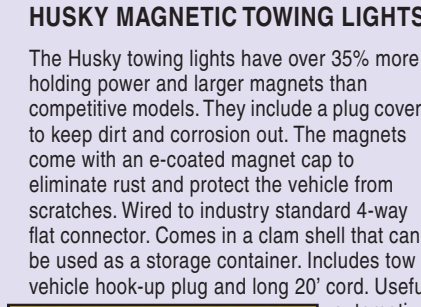 HUSKY MAGNETIC TOWING LIGHTS
The Husky towing lights have over 35% more
holding power and larger magnets than
competitive models. They include a plug cover
to keep dirt and corrosion out. The magnets
come with an e-coated magnet cap to
eliminate rust and protect the vehicle from
scratches. Wired to industry standard 4-way
flat connector. Comes in a clam shell that can
be used as a storage container. Includes tow
vehicle hook-up plug and long 20’ cord.